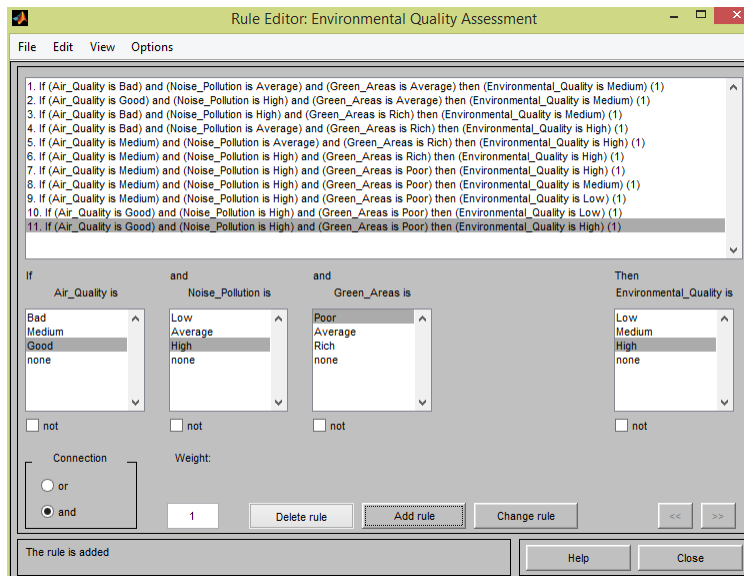 Rule Editor: Environmental Quality Assessment
File Edit View Options
1. If (Air_Quality is Bad) and (Noise_Pollution is Average) and (Green_Areas is Average) then (Environmental_Quality is Medium) (1)
2. If (Air_Quality is Good) and (Noise_Pollution is High) and (Green_Areas is Average) then (Environmental_Quality is Medium) (1)
3. If (Air_Quality is Bad) and (Noise_Pollution is High) and (Green_Areas is Rich) then (Environmental_Quality is Medium) (1)
4. If (Air_Quality is Bad) and (Noise_Pollution is Average) and (Green_Areas is Rich) then (Environmental_Quality is High) (1)
5. If (Air_Quality is Medium) and (Noise_Pollution is Average) and (Green_Areas is Rich) then (Environmental_Quality is High) (1)
6. If (Air_Quality is Medium) and (Noise_Pollution is High) and (Green_Areas is Rich) then (Environmental_Quality is High) (1)
7. If (Air_Quality is Medium) and (Noise_Pollution is High) and (Green_Areas is Poor) then (Environmental_Quality is High) (1)
8. If (Air_Quality is Medium) and (Noise_Pollution is High) and (Green_Areas is Poor) then (Environmental_Quality is Medium) (1)
9. If (Air_Quality is Medium) and (Noise_Pollution is High) and (Green_Areas is Poor) then (Environmental_Quality is Low) (1)
10. If (Air_Quality is Good) and (Noise_Pollution is High) and (Green_Areas is Poor) then (Environmental_Quality is Low) (1)
11. If (Air_Quality is Good) and (Noise_Pollution is High) and (Green_Areas is Poor) then (Environmental_Quality is High) (1)
If and and Then
Air_Quality is Noise_Pollution is Green_Areas is Environmental_Quality is
Bad Low Poor Low
Medium Average Average Medium
Good High Rich High
none none none none
not not not not
Connection Weight:
or
and 1 Delete rule Add rule Change rule << >>
The rule is added Help Close